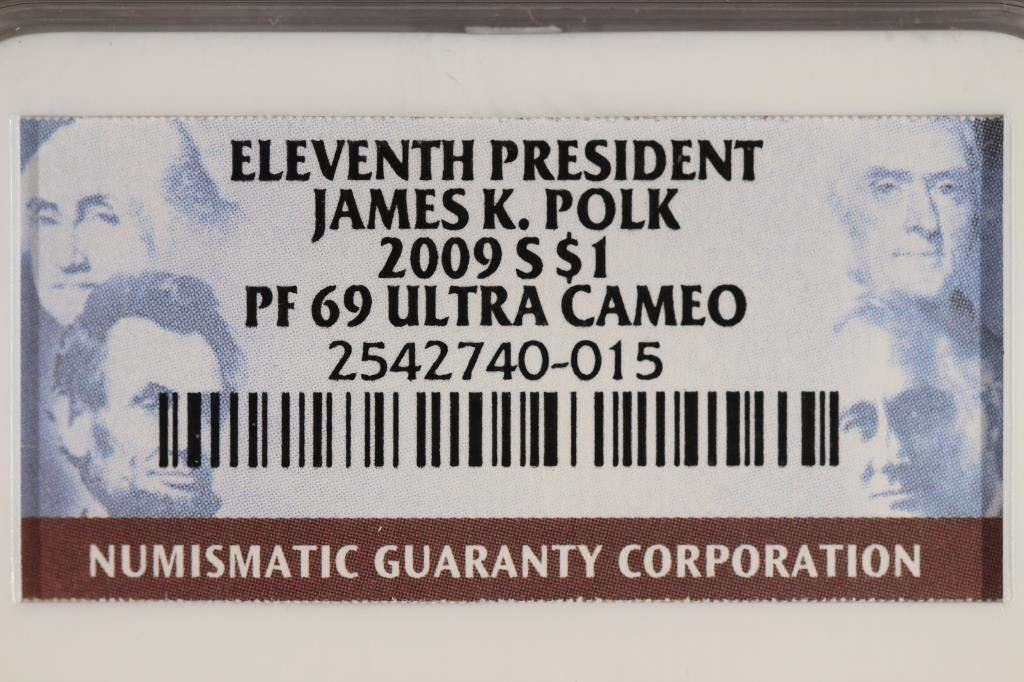 ELEVENTH PRESIDENT
JAMES K. POLK
2009 S $1
PF 69 ULTRA CAMEO
2542740-015
NUMISMATIC GUARANTY CORPORATION